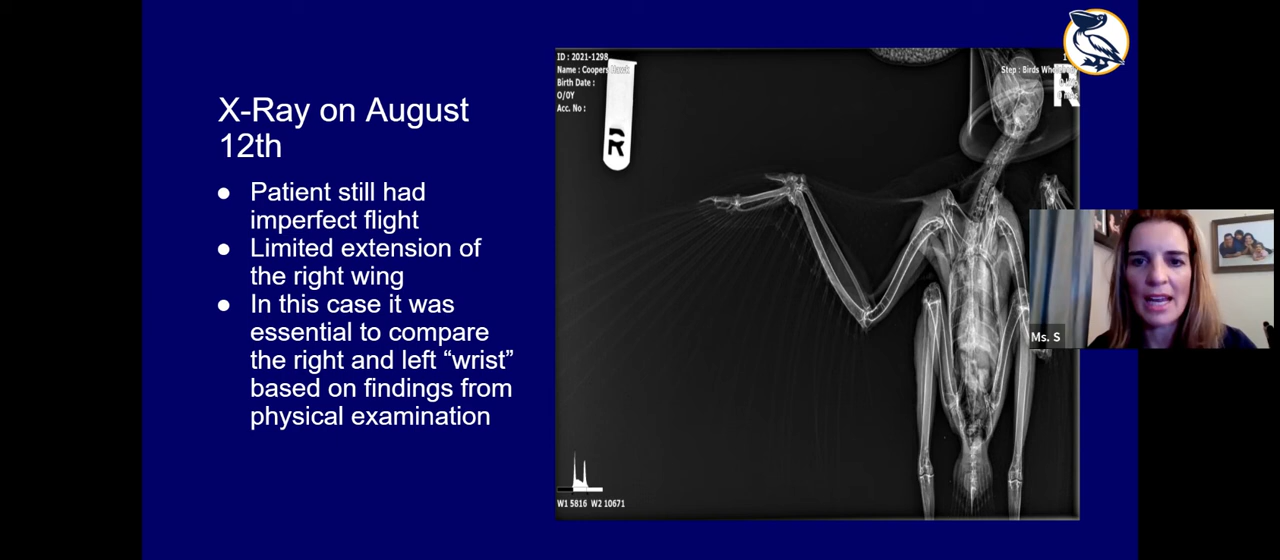 X-Ray on August
12th
● Patient still had
imperfect flight
● Limited extension of
the right wing
● In this case it was
essential to compare
the right and left “wrist”
based on findings from
physical examination
ID : 2021-1298
Name : Coopers Hawk
Birth Date :
O/0Y
Acc. No :
R
Step : Birds
R
W1 5816 W2 10671
Ms. S